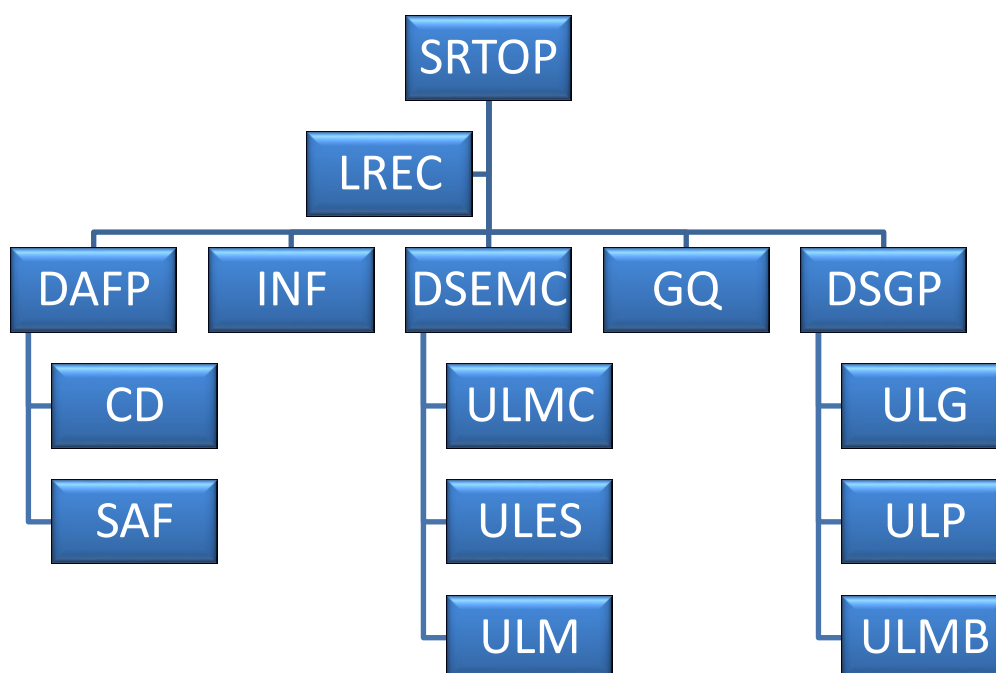 SRTOP
LREC
DAFP
INF
DSEMC
GQ
DSGP
CD
ULMC
ULG
SAF
ULES
ULP
ULM
ULMB